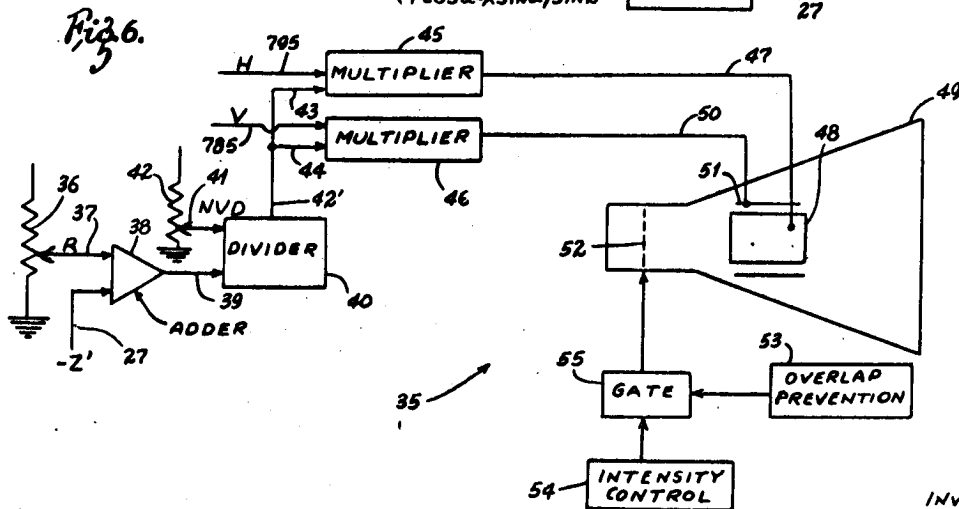 27
Fig. 6.
5
795
H
45
MULTIPLIER
47
43
V
785
MULTIPLIER
50
49
44
46
48
51
36
42
41
42'
NVD
37
38
R
DIVIDER
52
39
40
ADDER
-Z'
27
35
55
GATE
53
OVERLAP
PREVENTION
54
INTENSITY
CONTROL
INV